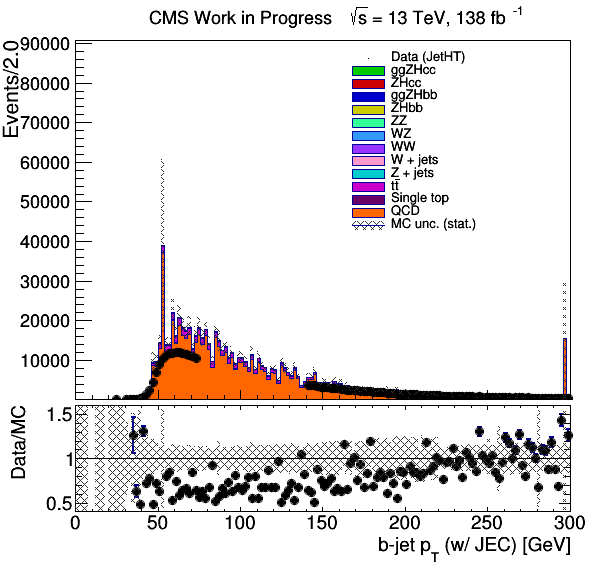 CMS Work in Progress √s = 13 TeV, 138 fb⁻¹
Events/2.0
90000
80000
70000
60000
50000
40000
30000
20000
10000
Data (JetHT)
ggZHcc
ZHcc
ggZHbb
ZHbb
ZZ
WZ
WW
W + jets
Z + jets
tt̄
Single top
QCD
MC unc. (stat.)
Data/MC
1.5
1
0.5
0 50 100 150 200 250 300
b-jet p_T (w/ JEC) [GeV]